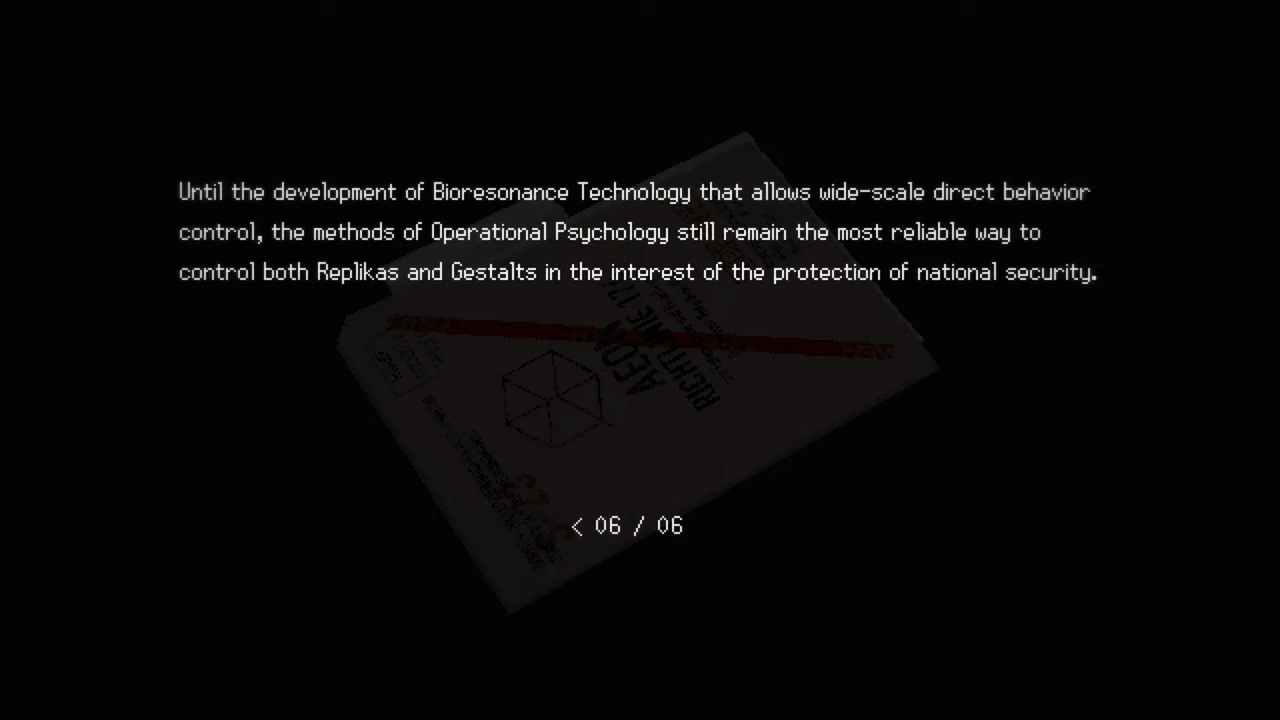 Until the development of Bioresonance Technology that allows wide-scale direct behavior
control, the methods of Operational Psychology still remain the most reliable way to
control both Replikas and Gestalts in the interest of the protection of national security.
AEON
< 06 / 06